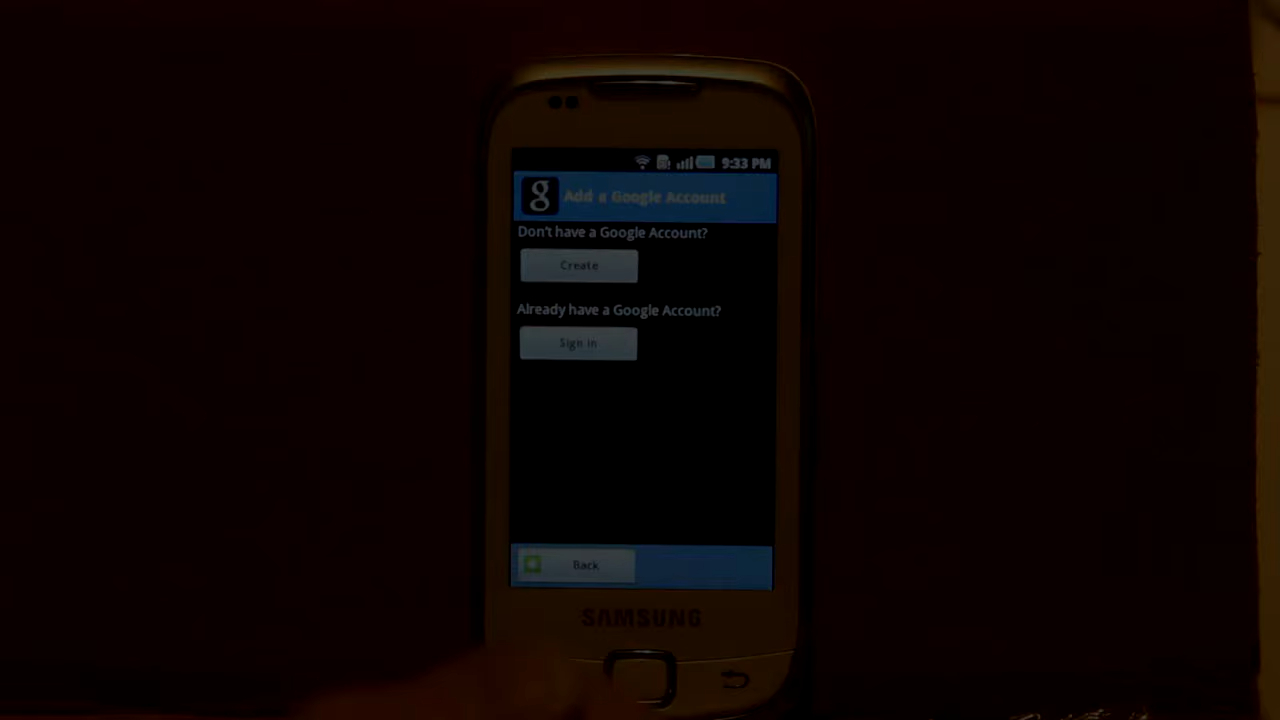 9:33 PM
g Add a Google Account
Don't have a Google Account?
Create
Already have a Google Account?
Sign in
Back
SAMSUNG